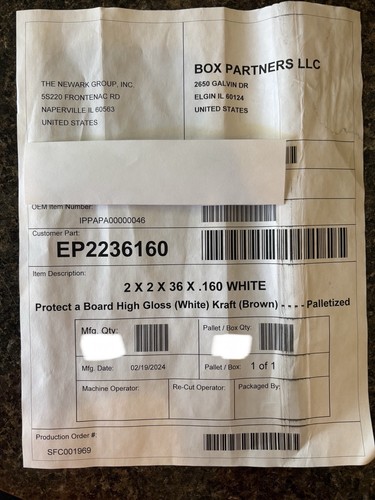 THE NEWARK GROUP, INC.
5S220 FRONTENAC RD
NAPERVILLE IL 60563
UNITED STATES
BOX PARTNERS LLC
2650 GALVIN DR
ELGIN IL 60124
UNITED STATES
OEM Item Number:
IPPAPA00000046
Customer Part:
EP2236160
Item Description:
2 X 2 X 36 X .160 WHITE
Protect a Board High Gloss (White) Kraft (Brown) - - - - Palletized
Mfg. Qty:
Pallet / Box Qty:
Mfg. Date: 02/19/2024
Pallet / Box: 1 of 1
Machine Operator:
Re-Cut Operator:
Packaged By:
Production Order #
SFC001969